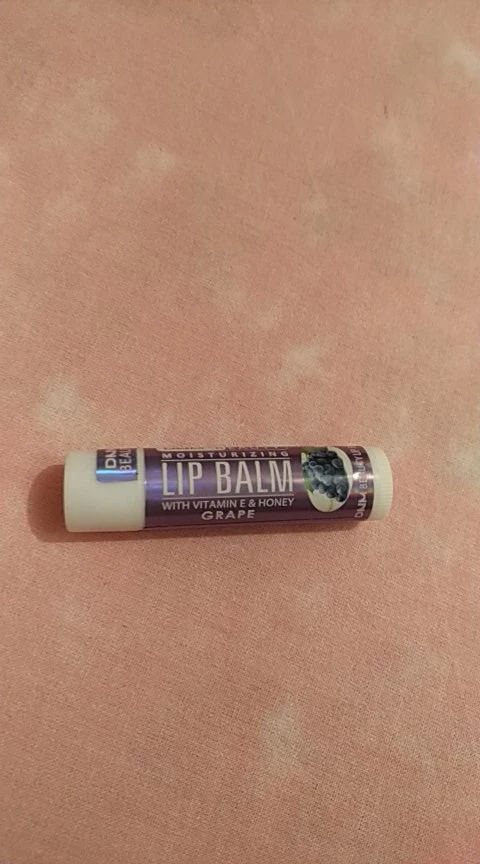 MOISTURIZING
LIP BALM
WITH VITAMIN E & HONEY
GRAPE